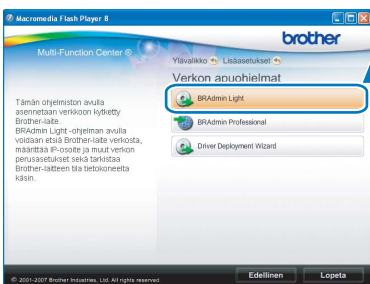 Macromedia Flash Player 8
brother
Multi-Function Center ®
Ylävalikko Lisäasetukset
Verkon apuohjelmat
BRAdmin Light
BRAdmin Professional
Driver Deployment Wizard
Tämän ohjelmiston avulla
asennetaan verkkoon kytketty
Brother-laite.
BRAdmin Light -ohjelman avulla
voidaan etsiä Brother-laite verkosta,
määrittää IP-osoite ja muut verkon
perusasetukset sekä tarkistaa
Brother-laitteen tila tietokoneelta
käsin.
© 2001-2007 Brother Industries, Ltd. All rights reserved
Edellinen Lopeta